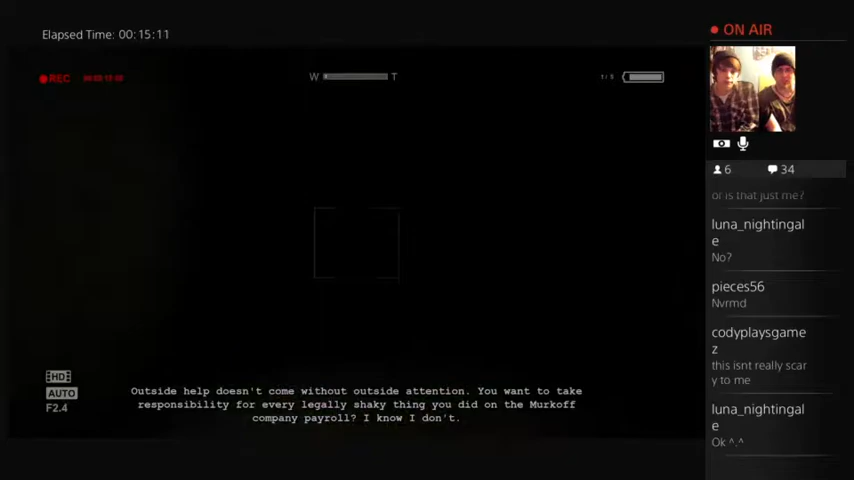 Elapsed Time: 00:15:11
ON AIR
REC
W T
6 34
or is that just me?
luna_nightingal
e
No?
pieces56
Nvrmd
codyplaysgame
z
this isnt really scar
y to me
luna_nightingal
e
Ok ^.^
HD
AUTO
F2.4
Outside help doesn't come without outside attention. You want to take
responsibility for every legally shaky thing you did on the Murkoff
company payroll? I know I don't.